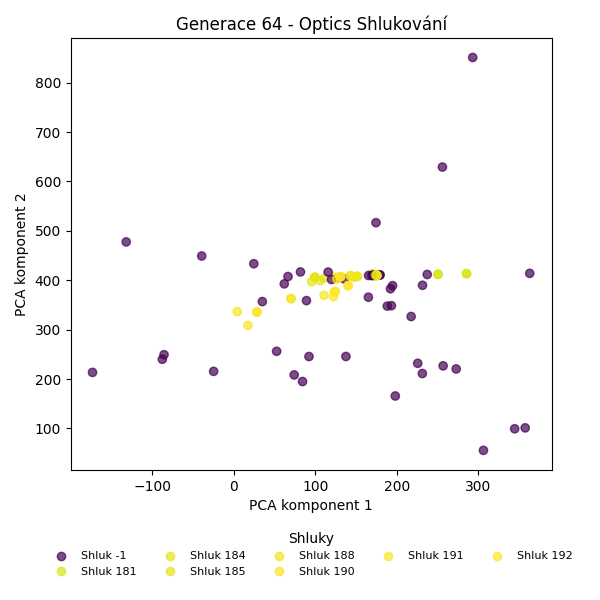 Generace 64 - Optics Shlukování
PCA komponent 2
800
700
600
500
400
300
200
100
−100 0 100 200 300
PCA komponent 1
Shluky
Shluk -1 Shluk 184 Shluk 188 Shluk 191 Shluk 192
Shluk 181 Shluk 185 Shluk 190